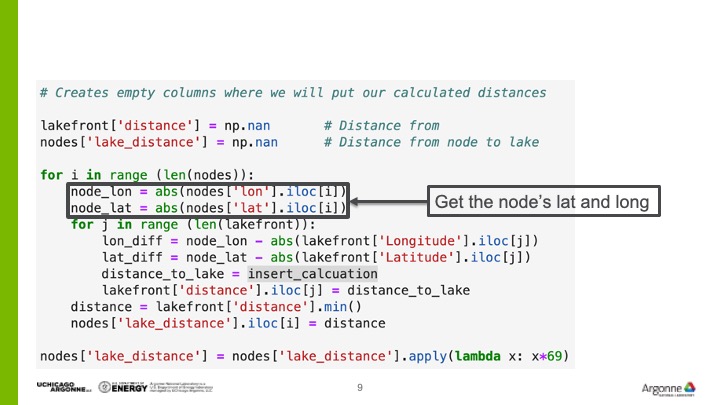 # Creates empty columns where we will put our calculated distances
lakefront['distance'] = np.nan # Distance from
nodes['lake_distance'] = np.nan # Distance from node to lake
for i in range (len(nodes)):
node_lon = abs(nodes['lon'].iloc[i])
node_lat = abs(nodes['lat'].iloc[i])
Get the node's lat and long
for j in range (len(lakefront)):
lon_diff = node_lon - abs(lakefront['Longitude'].iloc[j])
lat_diff = node_lat - abs(lakefront['Latitude'].iloc[j])
distance_to_lake = insert_calcuation
lakefront['distance'].iloc[j] = distance_to_lake
distance = lakefront['distance'].min()
nodes['lake_distance'].iloc[i] = distance
nodes['lake_distance'] = nodes['lake_distance'].apply(lambda x: x*69)
UCHICAGO
ARGONNE LLC
ENERGY
Argonne National Laboratory is a
U.S. Department of Energy laboratory
managed by UChicago Argonne, LLC.
9
Argonne
NATIONAL LABORATORY